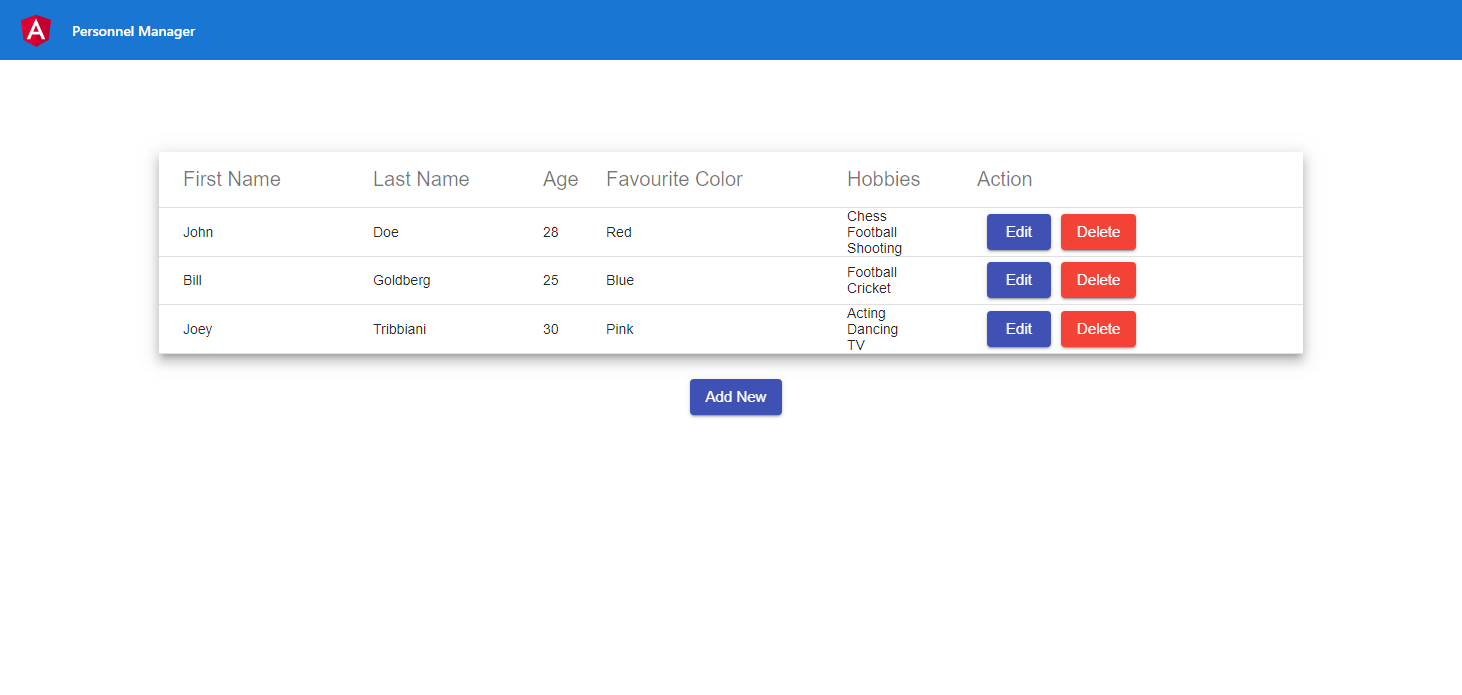 A
Personnel Manager
First Name Last Name Age Favourite Color Hobbies Action
John Doe 28 Red Chess Football Shooting Edit Delete
Bill Goldberg 25 Blue Football Cricket Edit Delete
Joey Tribbiani 30 Pink Acting Dancing TV Edit Delete
Add New